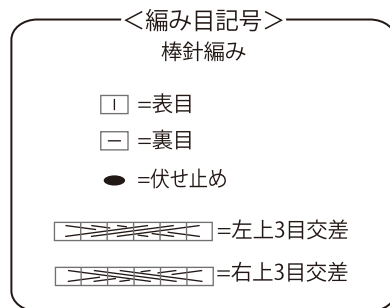 ＜編み目記号＞
棒針編み
=表目
=裏目
=伏せ止め
=左上3目交差
=右上3目交差